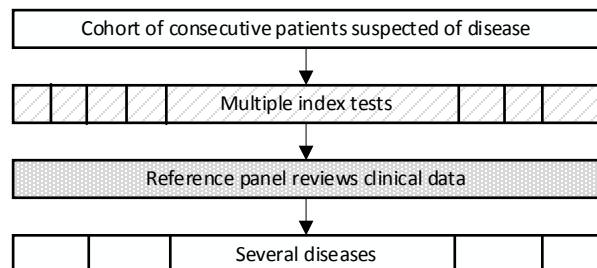 Cohort of consecutive patients suspected of disease
Multiple index tests
Reference panel reviews clinical data
Several diseases